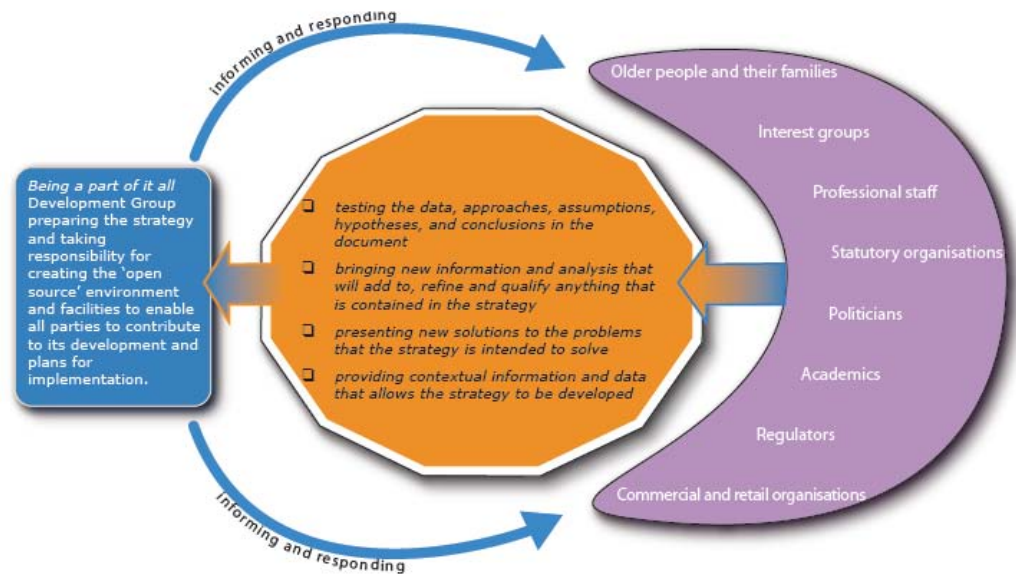 informing and responding
Being a part of it all
Development Group
preparing the strategy
and taking
responsibility for
creating the ‘open
source’ environment
and facilities to enable
all parties to contribute
to its development and
plans for
implementation.
❑ testing the data, approaches, assumptions,
hypotheses, and conclusions in the
document
❑ bringing new information and analysis that
will add to, refine and qualify anything that
is contained in the strategy
❑ presenting new solutions to the problems
that the strategy is intended to solve
❑ providing contextual information and data
that allows the strategy to be developed
Older people and their families
Interest groups
Professional staff
Statutory organisations
Politicians
Academics
Regulators
Commercial and retail organisations
informing and responding